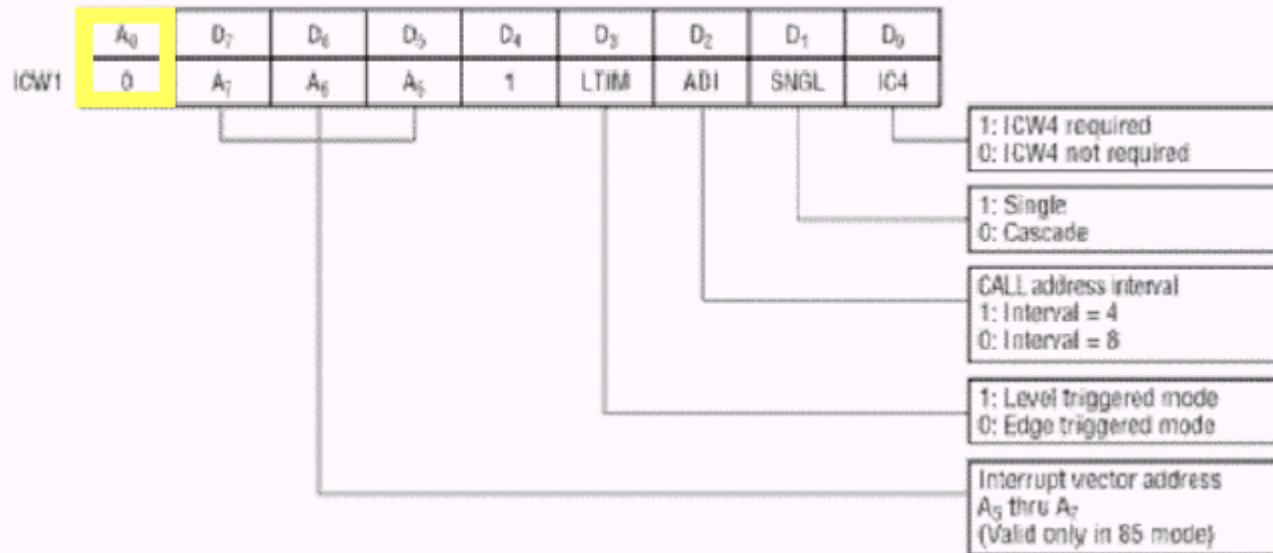 A₀ D₇ D₆ D₅ D₄ D₃ D₂ D₁ D₀
ICW1 0 A₇ A₆ A₅ 1 LTIM ADI SNGL IC4
1: ICW4 required
0: ICW4 not required
1: Single
0: Cascade
CALL address interval
1: Interval = 4
0: Interval = 8
1: Level triggered mode
0: Edge triggered mode
Interrupt vector address
A₅ thru A₇
(Valid only in 85 mode)